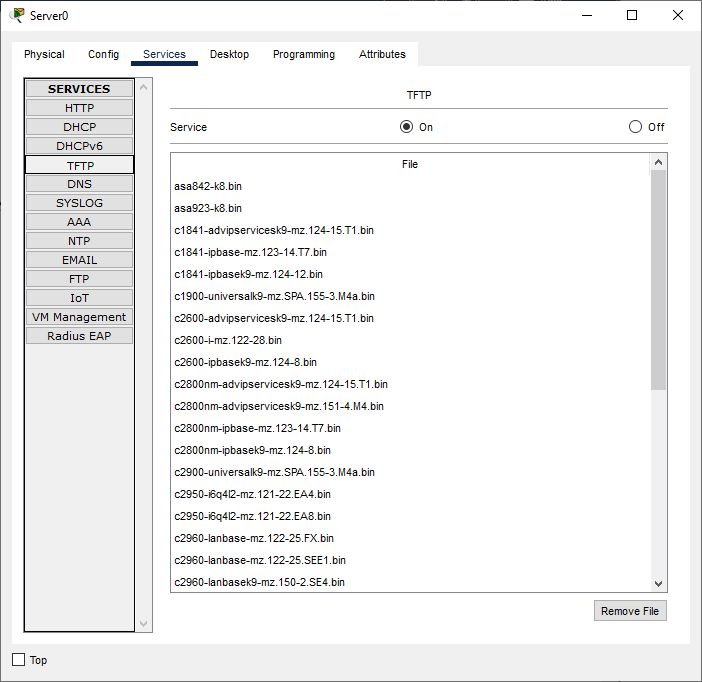 Server0
Physical Config Services Desktop Programming Attributes
SERVICES
HTTP
DHCP
DHCPv6
TFTP
DNS
SYSLOG
AAA
NTP
EMAIL
FTP
IoT
VM Management
Radius EAP
TFTP
Service On Off
File
asa842-k8.bin
asa923-k8.bin
c1841-advipservicesk9-mz.124-15.T1.bin
c1841-ipbase-mz.123-14.T7.bin
c1841-ipbasek9-mz.124-12.bin
c1900-universalk9-mz.SPA.155-3.M4a.bin
c2600-advipservicesk9-mz.124-15.T1.bin
c2600-i-mz.122-28.bin
c2600-ipbasek9-mz.124-8.bin
c2800nm-advipservicesk9-mz.124-15.T1.bin
c2800nm-advipservicesk9-mz.151-4.M4.bin
c2800nm-ipbase-mz.123-14.T7.bin
c2800nm-ipbasek9-mz.124-8.bin
c2900-universalk9-mz.SPA.155-3.M4a.bin
c2950-i6q4l2-mz.121-22.EA4.bin
c2950-i6q4l2-mz.121-22.EA8.bin
c2960-lanbase-mz.122-25.FX.bin
c2960-lanbase-mz.122-25.SEE1.bin
c2960-lanbasek9-mz.150-2.SE4.bin
Remove File
Top